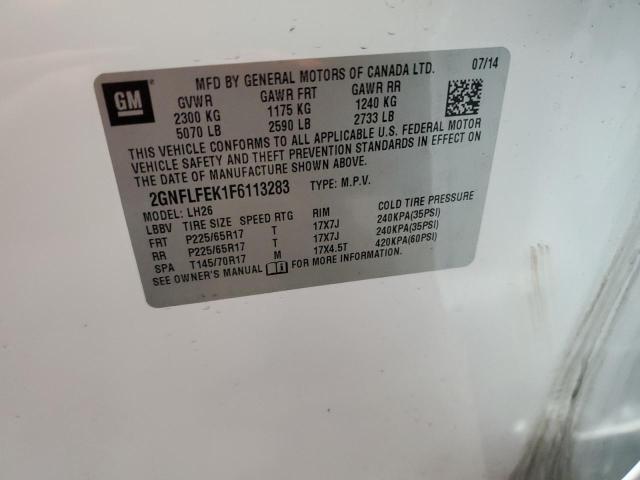 GM
MFD BY GENERAL MOTORS OF CANADA LTD. 07/14
GVWR GAWR FRT GAWR RR
2300 KG 1175 KG 1240 KG
5070 LB 2590 LB 2733 LB
THIS VEHICLE CONFORMS TO ALL APPLICABLE U.S. FEDERAL MOTOR
VEHICLE SAFETY AND THEFT PREVENTION STANDARDS IN EFFECT ON
THE DATE OF MANUFACTURE SHOWN ABOVE.
2GNFLFEK1F6113283 TYPE: M.P.V.
MODEL: LH26
LBBV TIRE SIZE SPEED RTG RIM COLD TIRE PRESSURE
FRT P225/65R17 T 17X7J 240KPA(35PSI)
RR P225/65R17 T 17X7J 240KPA(35PSI)
SPA T145/70R17 M 17X4.5T 420KPA(60PSI)
SEE OWNER'S MANUAL FOR MORE INFORMATION.